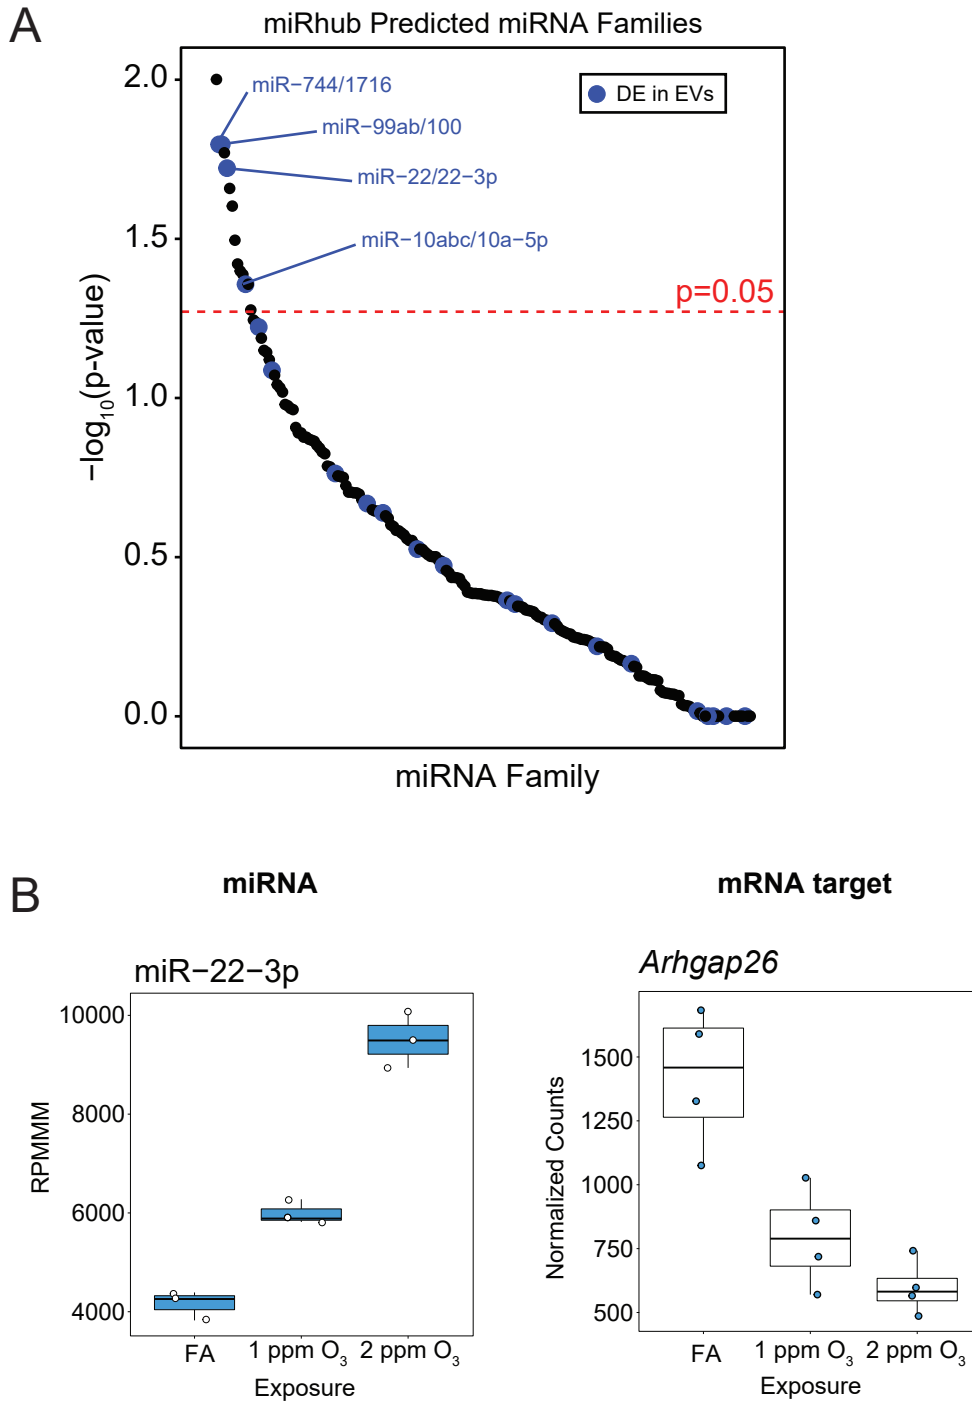 A
miRhub Predicted miRNA Families
2.0
miR−744/1716
DE in EVs
miR−99ab/100
miR−22/22−3p
1.5
miR−10abc/10a−5p
p=0.05
−log10(p-value)
1.0
0.5
0.0
miRNA Family
B
miRNA
mRNA target
miR−22−3p
Arhgap26
10000
8000
6000
4000
RPMMM
FA
1 ppm O3
2 ppm O3
Exposure
1500
1250
1000
750
500
Normalized Counts
FA
1 ppm O3
2 ppm O3
Exposure